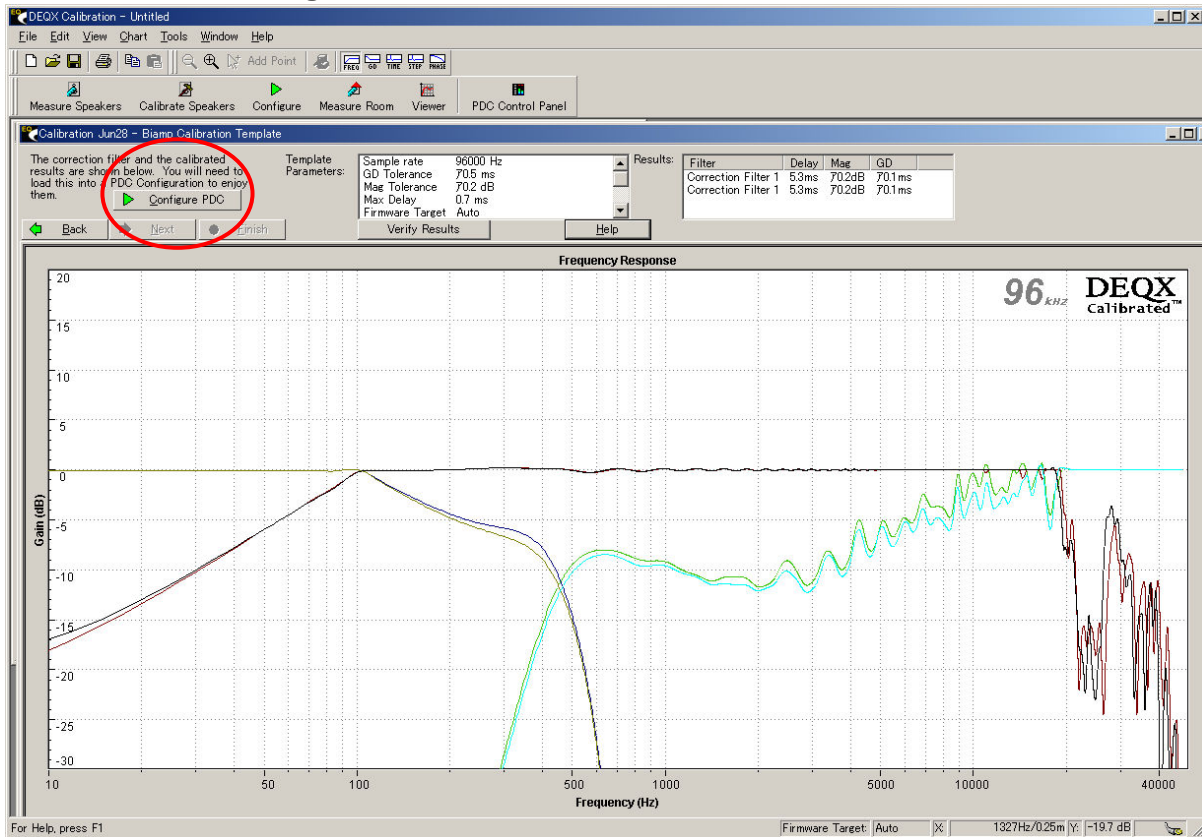 DEQX Calibration - Untitled
File Edit View Chart Tools Window Help
Add Point
FREQ GD TIME STEP PHASE
Measure Speakers Calibrate Speakers Configure Measure Room Viewer PDC Control Panel
Calibration Jun28 - Biamp Calibration Template
The correction filter and the calibrated
results are shown below. You will need to
load this into a PDC Configuration to enjoy
them.
Configure PDC
Template
Parameters:
Sample rate 96000 Hz
GD Tolerance 70.5 ms
Mag Tolerance 70.2 dB
Max Delay 0.7 ms
Firmware Target Auto
Results:
Filter Delay Mag GD
Correction Filter 1 5.3ms 70.2dB 70.1ms
Correction Filter 1 5.3ms 70.2dB 70.1ms
Back Next Finish Verify Results Help
Frequency Response
96 kHz DEQX
Calibrated™
20
15
10
5
0
-5
-10
-15
-20
-25
-30
Gain (dB)
10 50 100 500 1000 5000 10000 40000
Frequency (Hz)
For Help, press F1 Firmware Target: Auto X: 1327Hz/0.25m Y: -19.7 dB